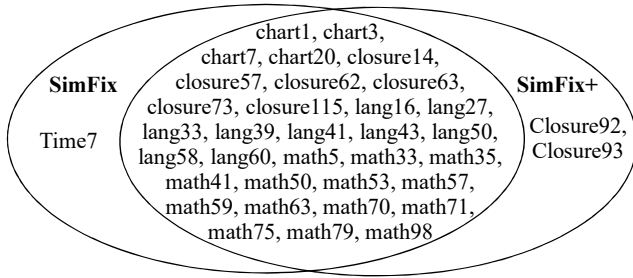 chart1, chart3,
chart7, chart20, closure14,
closure57, closure62, closure63,
SimFix
SimFix+
closure73, closure115, lang16, lang27,
lang33, lang39, lang41, lang43, lang50,
Time7
Closure92,
lang58, lang60, math5, math33, math35,
Closure93
math41, math50, math53, math57,
math59, math63, math70, math71,
math75, math79, math98